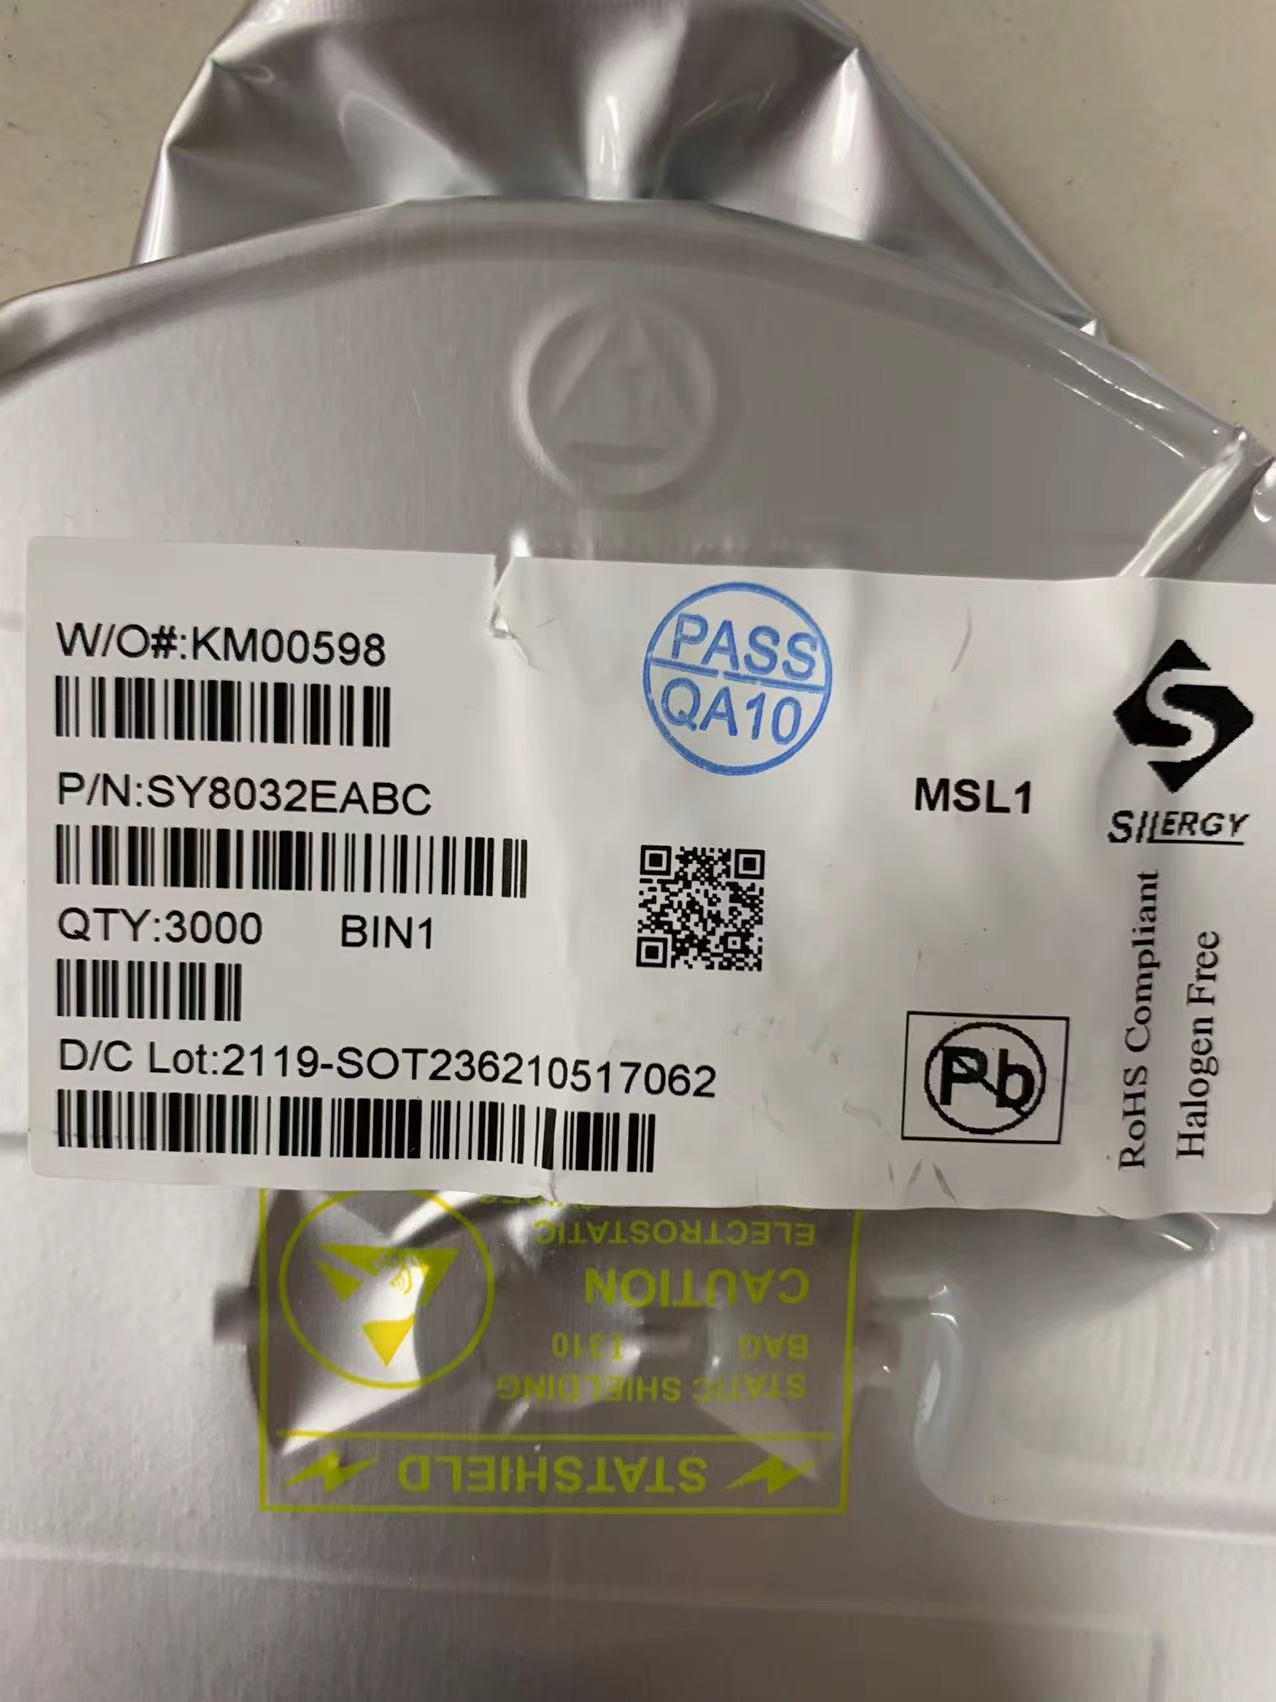 W/O#:KM00598
PASS
QA10
P/N:SY8032EABC
MSL1
SILERGY
QTY:3000 BIN1
D/C Lot:2119-SOT236210517062
Pb
RoHS Compliant
Halogen Free
STATSHIELD
STATIC SHIELDING
BAG 1310
CAUTION
ELECTROSTATIC